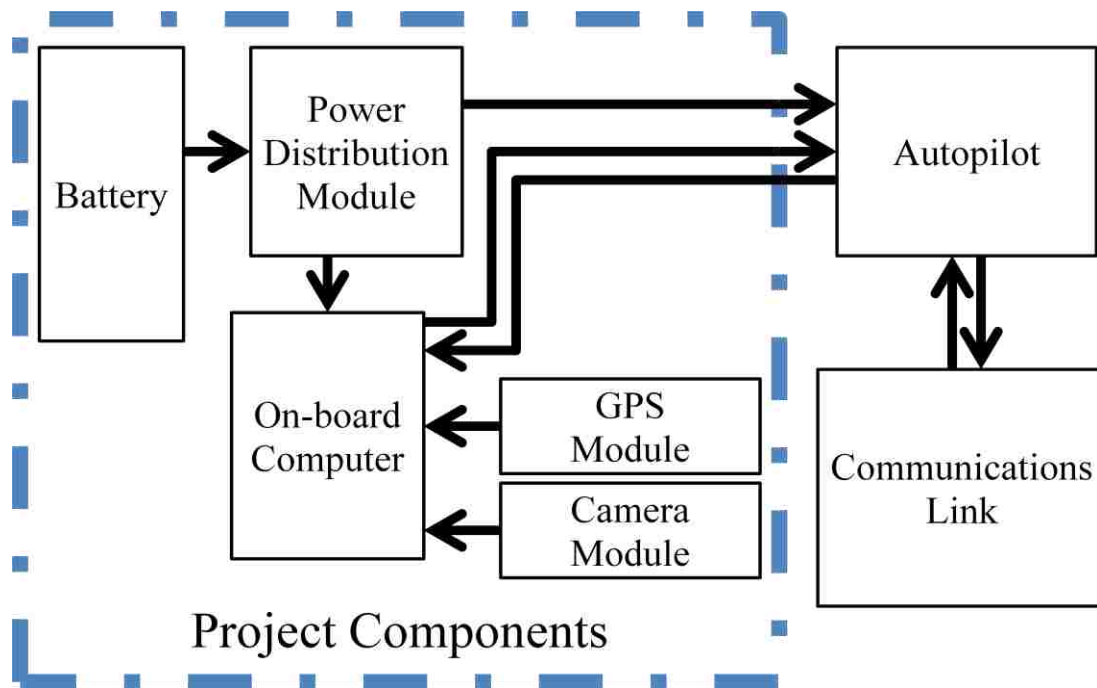 Battery
Power
Distribution
Module
Autopilot
On-board
Computer
GPS
Module
Camera
Module
Communications
Link
Project Components